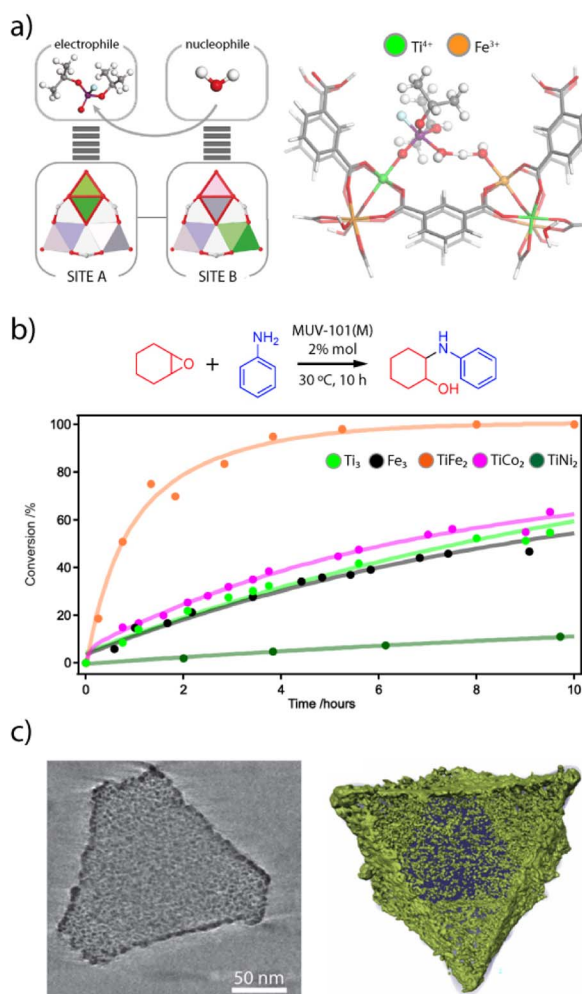 a)
electrophile
nucleophile
Ti⁴⁺
Fe³⁺
SITE A
SITE B
b)
O
+
NH₂
MUV-101(M)
2% mol
30 ºC, 10 h
H
N
OH
Conversion /%
100
80
60
40
20
0
Ti₃
Fe₃
TiFe₂
TiCo₂
TiNi₂
0
2
4
6
8
10
Time /hours
c)
50 nm